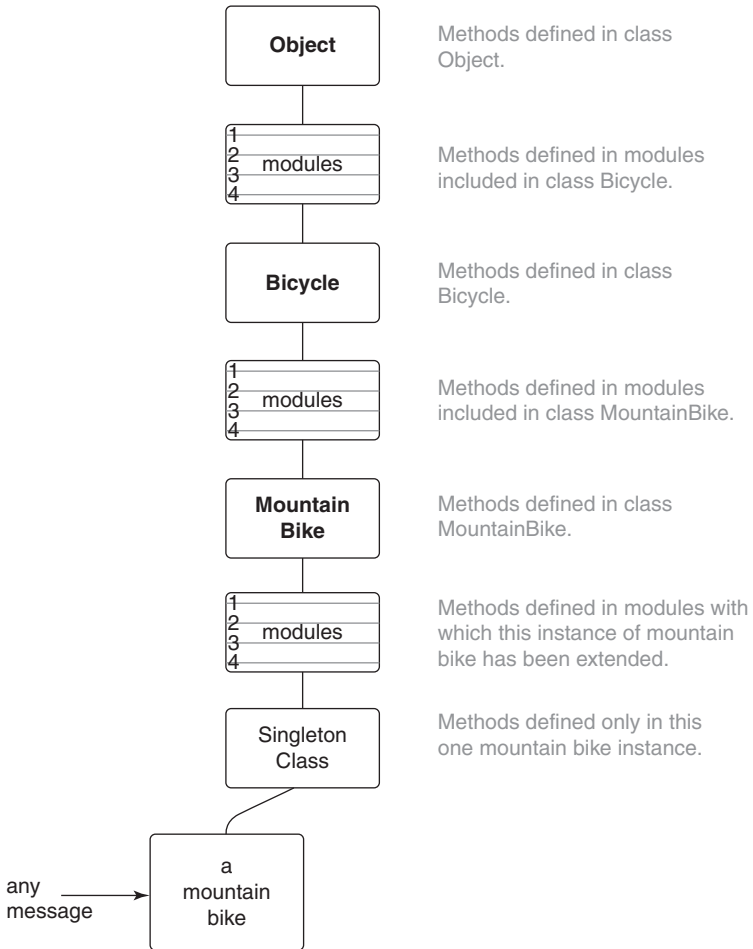 Object
Methods defined in class
Object.
1
2
3
4
modules
Methods defined in modules
included in class Bicycle.
Bicycle
Methods defined in class
Bicycle.
1
2
3
4
modules
Methods defined in modules
included in class MountainBike.
Mountain
Bike
Methods defined in class
MountainBike.
1
2
3
4
modules
Methods defined in modules with
which this instance of mountain
bike has been extended.
Singleton
Class
Methods defined only in this
one mountain bike instance.
any
message
a
mountain
bike